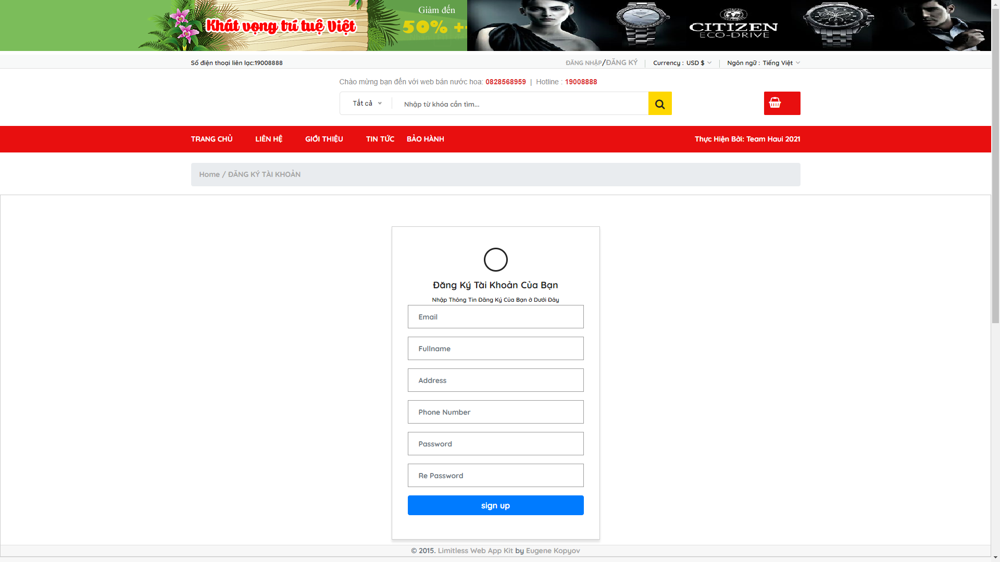 Khát vọng trí tuệ Việt
Giảm đến
50% +
CITIZEN
ECO-DRIVE
Số điện thoại liên lạc:19008888
ĐĂNG NHẬP/ĐĂNG KÝ
Currency : USD $
Ngôn ngữ : Tiếng Việt
Chào mừng bạn đến với web bán nước hoa: 0828568959 | Hotline : 19008888
Tất cả
Nhập từ khóa cần tìm...
TRANG CHỦ
LIÊN HỆ
GIỚI THIỆU
TIN TỨC
BẢO HÀNH
Thực Hiện Bởi: Team Haui 2021
Home / ĐĂNG KÝ TÀI KHOẢN
Đăng Ký Tài Khoản Của Bạn
Nhập Thông Tin Đăng Ký Của Bạn ở Dưới Đây
Email
Fullname
Address
Phone Number
Password
Re Password
sign up
© 2015. Limitless Web App Kit by Eugene Kopyov